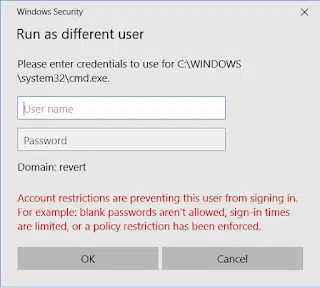 Windows Security
Run as different user
Please enter credentials to use for C:\WINDOWS
\system32\cmd.exe.
User name
Password
Domain: revert
Account restrictions are preventing this user from signing in.
For example: blank passwords aren't allowed, sign-in times
are limited, or a policy restriction has been enforced.
OK Cancel